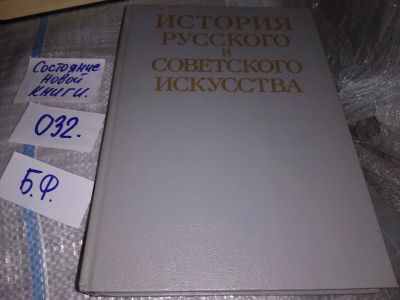 Состояние
новой
книги.
032.
Б.Ф.
ИСТОРИЯ
РУССКОГО
И
СОВЕТСКОГО
ИСКУССТВА